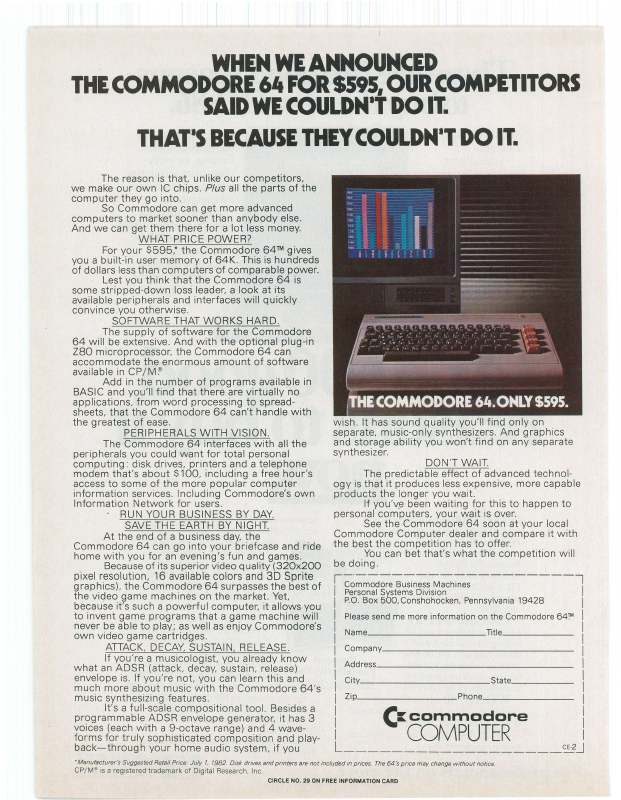 WHEN WE ANNOUNCED
THE COMMODORE 64 FOR $595, OUR COMPETITORS
SAID WE COULDN'T DO IT.
THAT'S BECAUSE THEY COULDN'T DO IT.
The reason is that, unlike our competitors,
we make our own IC chips. Plus all the parts of the
computer they go into.
So Commodore can get more advanced
computers to market sooner than anybody else.
And we can get them there for a lot less money.
WHAT PRICE POWER?
For your $595,* the Commodore 64™ gives
you a built-in user memory of 64K. This is hundreds
of dollars less than computers of comparable power.
Lest you think that the Commodore 64 is
some stripped-down loss leader, a look at its
available peripherals and interfaces will quickly
convince you otherwise.
SOFTWARE THAT WORKS HARD.
The supply of software for the Commodore
64 will be extensive. And with the optional plug-in
Z80 microprocessor, the Commodore 64 can
accommodate the enormous amount of software
available in CP/M.®
Add in the number of programs available in
BASIC and you'll find that there are virtually no
applications, from word processing to spread-
sheets, that the Commodore 64 can't handle with
the greatest of ease.
PERIPHERALS WITH VISION.
The Commodore 64 interfaces with all the
peripherals you could want for total personal
computing: disk drives, printers and a telephone
modem that's about $100, including a free hour's
access to some of the more popular computer
information services. Including Commodore's own
Information Network for users.
RUN YOUR BUSINESS BY DAY.
SAVE THE EARTH BY NIGHT.
At the end of a business day, the
Commodore 64 can go into your briefcase and ride
home with you for an evening's fun and games.
Because of its superior video quality (320x200
pixel resolution, 16 available colors and 3D Sprite
graphics), the Commodore 64 surpasses the best of
the video game machines on the market. Yet,
because it's such a powerful computer, it allows you
to invent game programs that a game machine will
never be able to play; as well as enjoy Commodore's
own video game cartridges.
ATTACK, DECAY, SUSTAIN, RELEASE.
If you're a musicologist, you already know
what an ADSR (attack, decay, sustain, release)
envelope is. If you're not, you can learn this and
much more about music with the Commodore 64's
music synthesizing features.
It's a full-scale compositional tool. Besides a
programmable ADSR envelope generator, it has 3
voices (each with a 9-octave range) and 4 wave-
forms for truly sophisticated composition and play-
back—through your home audio system, if you
THE COMMODORE 64. ONLY $595.
wish. It has sound quality you'll find only on
separate, music-only synthesizers. And graphics
and storage ability you won't find on any separate
synthesizer.
DON'T WAIT.
The predictable effect of advanced technol-
ogy is that it produces less expensive, more capable
products the longer you wait.
If you've been waiting for this to happen to
personal computers, your wait is over.
See the Commodore 64 soon at your local
Commodore Computer dealer and compare it with
the best the competition has to offer.
You can bet that's what the competition will
be doing.
Commodore Business Machines
Personal Systems Division
P.O. Box 500, Conshohocken, Pennsylvania 19428
Please send me more information on the Commodore 64™
Name Title
Company
Address
City State
Zip Phone
commodore
COMPUTER
CE-2
*Manufacturer's Suggested Retail Price: July 1, 1982. Disk drives and printers are not included in prices. The 64's price may change without notice.
CP/M® is a registered trademark of Digital Research, Inc.
CIRCLE NO. 29 ON FREE INFORMATION CARD